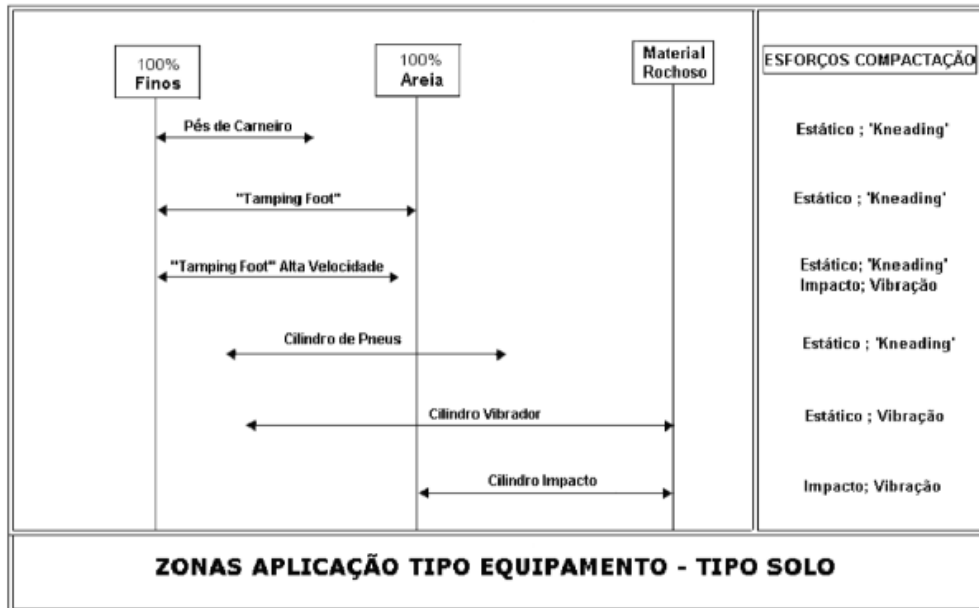 100%
Finos
100%
Areia
Material
Rochoso
ESFORÇOS COMPACTAÇÃO
Pés de Carneiro
Estático ; 'Kneading'
"Tamping Foot"
Estático ; 'Kneading'
"Tamping Foot" Alta Velocidade
Estático; 'Kneading'
Impacto; Vibração
Cilindro de Pneus
Estático ; 'Kneading'
Cilindro Vibrador
Estático ; Vibração
Cilindro Impacto
Impacto; Vibração
ZONAS APLICAÇÃO TIPO EQUIPAMENTO - TIPO SOLO